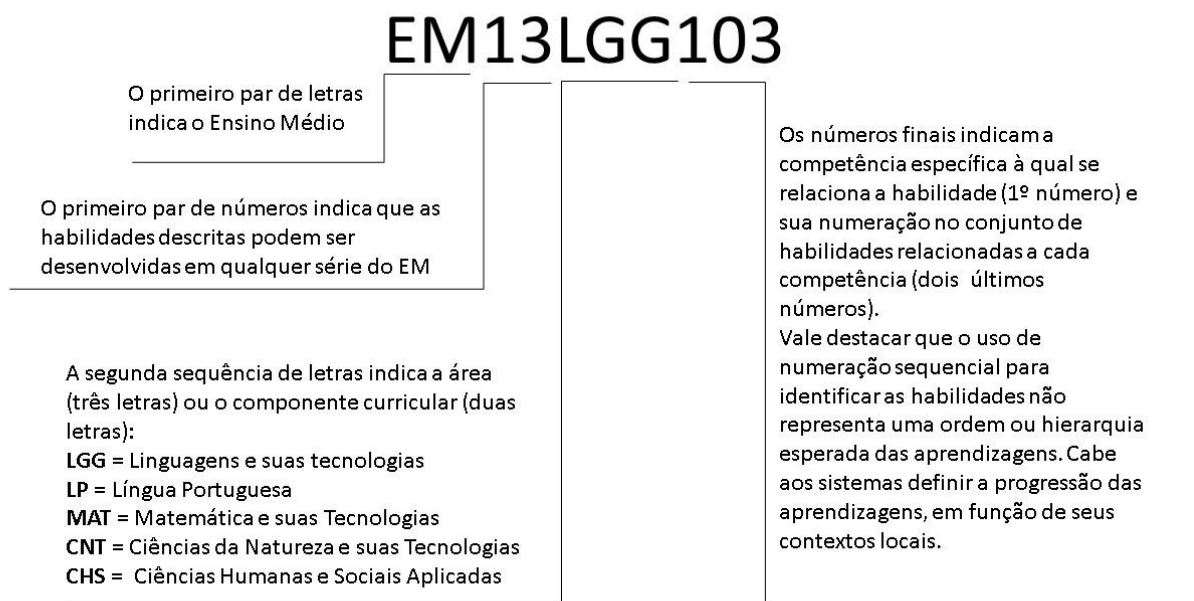 EM13LGG103
O primeiro par de letras
indica o Ensino Médio
O primeiro par de números indica que as
habilidades descritas podem ser
desenvolvidas em qualquer série do EM
A segunda sequência de letras indica a área
(três letras) ou o componente curricular (duas
letras):
LGG = Linguagens e suas tecnologias
LP = Língua Portuguesa
MAT = Matemática e suas Tecnologias
CNT = Ciências da Natureza e suas Tecnologias
CHS = Ciências Humanas e Sociais Aplicadas
Os números finais indicam a
competência específica à qual se
relaciona a habilidade (1º número) e
sua numeração no conjunto de
habilidades relacionadas a cada
competência (dois últimos
números).
Vale destacar que o uso de
numeração sequencial para
identificar as habilidades não
representa uma ordem ou hierarquia
esperada das aprendizagens. Cabe
aos sistemas definir a progressão das
aprendizagens, em função de seus
contextos locais.